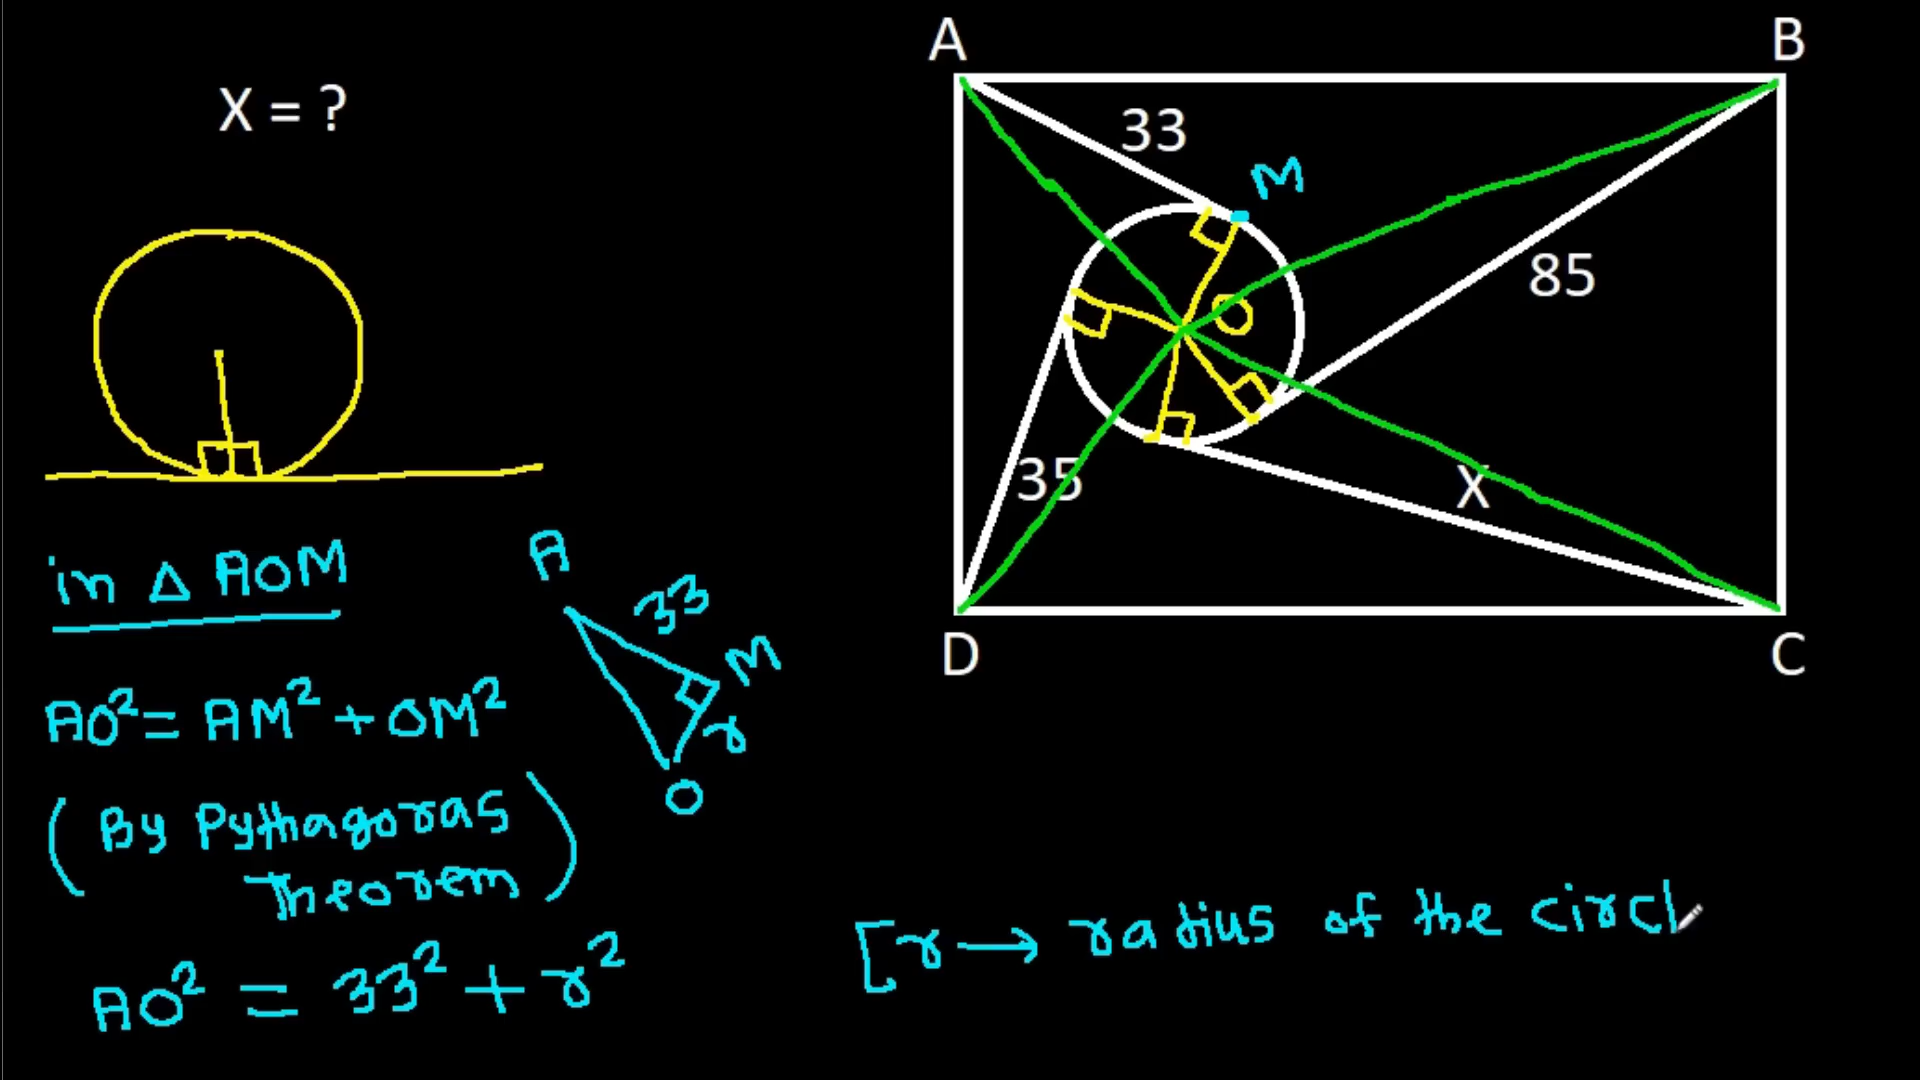 X = ?
A
B
33
M
85
O
35
X
D
C
in Δ AOM
A
33
M
r
O
AO² = AM² + OM²
(By Pythagoras
Theorem)
AO² = 33² + r²
[r → radius of the circl